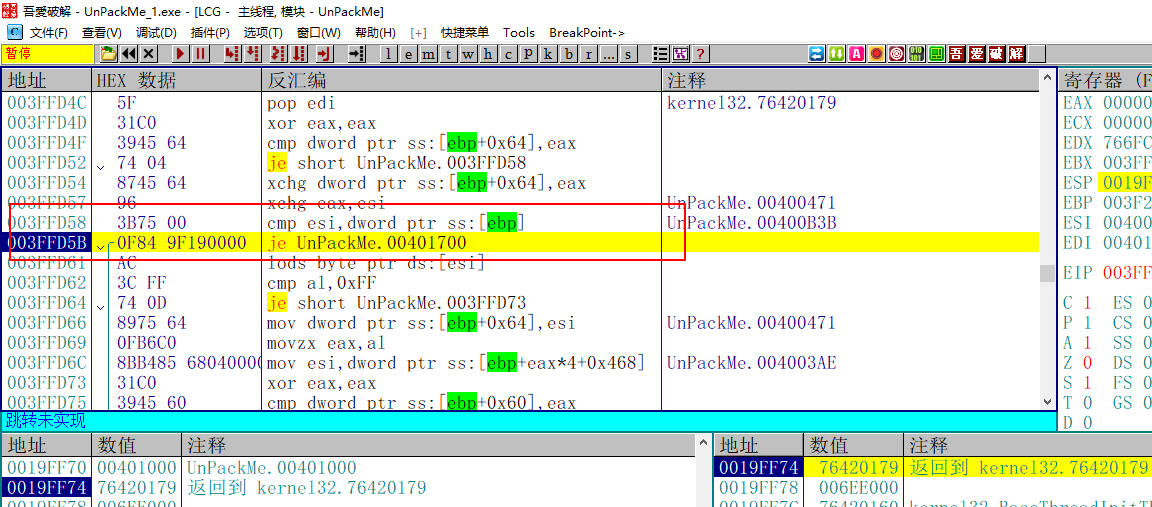 吾愛破解 - UnPackMe_1.exe - [LCG - 主线程, 模块 - UnPackMe]
文件(F) 查看(V) 调试(D) 插件(P) 选项(T) 窗口(W) 帮助(H) [+] 快捷菜单 Tools BreakPoint->
暂停 l e m t w h c p k b r ... s ? 吾 爱 破 解
地址 HEX 数据 反汇编 注释 寄存器 (F
003FFD4C 5F pop edi kernel32.76420179
003FFD4D 31C0 xor eax,eax
003FFD4F 3945 64 cmp dword ptr ss:[ebp+0x64],eax
003FFD52 74 04 je short UnPackMe.003FFD58
003FFD54 8745 64 xchg dword ptr ss:[ebp+0x64],eax
003FFD57 96 xchg eax,esi UnPackMe.00400471
003FFD58 3B75 00 cmp esi,dword ptr ss:[ebp] UnPackMe.00400B3B
003FFD5B 0F84 9F190000 je UnPackMe.00401700
003FFD61 AC lods byte ptr ds:[esi]
003FFD62 3C FF cmp al,0xFF
003FFD64 74 0D je short UnPackMe.003FFD73
003FFD66 8975 64 mov dword ptr ss:[ebp+0x64],esi UnPackMe.00400471
003FFD69 0FB6C0 movzx eax,al
003FFD6C 8BB485 68040000 mov esi,dword ptr ss:[ebp+eax*4+0x468] UnPackMe.004003AE
003FFD73 31C0 xor eax,eax
003FFD75 3945 60 cmp dword ptr ss:[ebp+0x60],eax
EAX 00000
ECX 00000
EDX 766FC
EBX 003FF
ESP 0019F
EBP 003F2
ESI 00400
EDI 00401
EIP 003FF
C 1 ES 0
P 1 CS 0
A 1 SS 0
Z 0 DS 0
S 1 FS 0
T 0 GS 0
D 0
跳转未实现
地址 数值 注释
0019FF70 00401000 UnPackMe.00401000
0019FF74 76420179 返回到 kernel32.76420179
0019FF78 006EE000
地址 数值 注释
0019FF74 76420179 返回到 kernel32.76420179
0019FF78 006EE000
0019FF7C 76420160 kernel32.BaseThreadInitTh